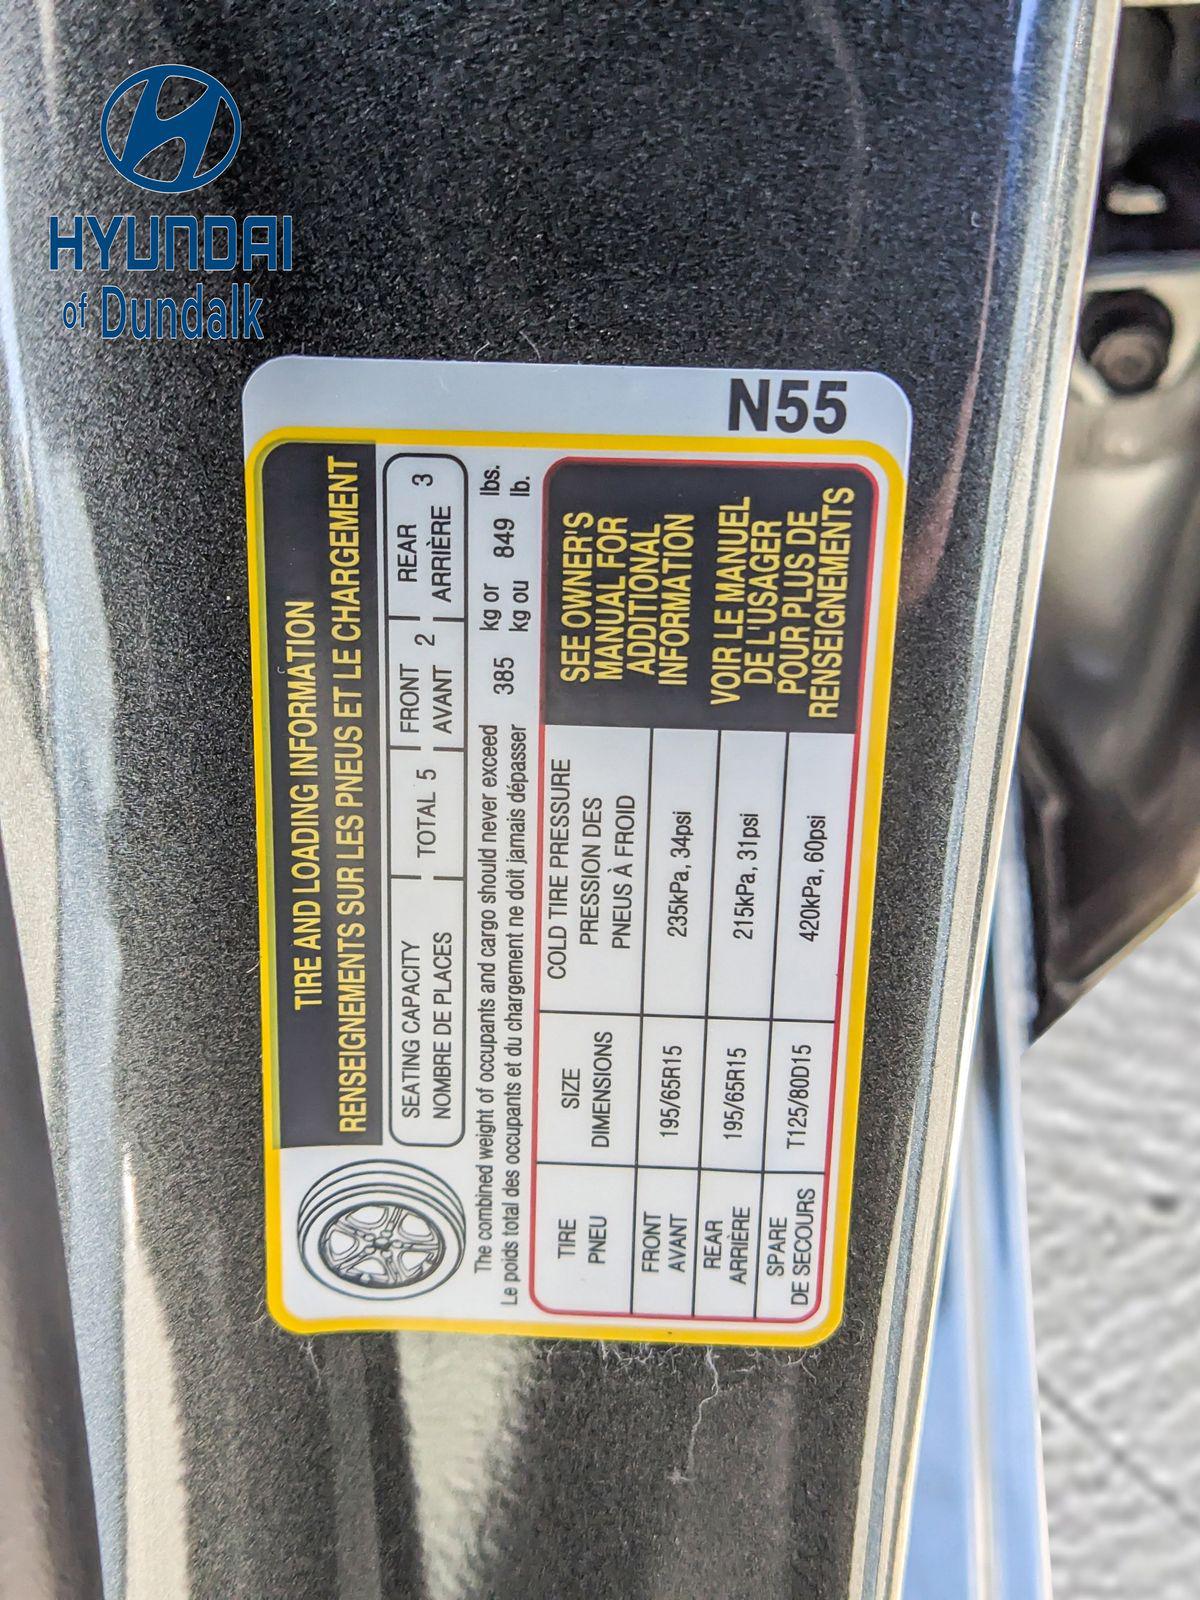 HYUNDAI
of Dundalk
N55
TIRE AND LOADING INFORMATION
RENSEIGNEMENTS SUR LES PNEUS ET LE CHARGEMENT
SEATING CAPACITY TOTAL 5 FRONT 2 REAR 3
NOMBRE DE PLACES AVANT ARRIÈRE
The combined weight of occupants and cargo should never exceed 385 kg or 849 lbs.
Le poids total des occupants et du chargement ne doit jamais dépasser kg ou lb.
TIRE SIZE COLD TIRE PRESSURE
PNEU DIMENSIONS PRESSION DES
PNEUS À FROID
FRONT 195/65R15 235kPa, 34psi
AVANT
REAR 195/65R15 215kPa, 31psi
ARRIÈRE
SPARE T125/80D15 420kPa, 60psi
DE SECOURS
SEE OWNER'S
MANUAL FOR
ADDITIONAL
INFORMATION
VOIR LE MANUEL
DE L'USAGER
POUR PLUS DE
RENSEIGNEMENTS